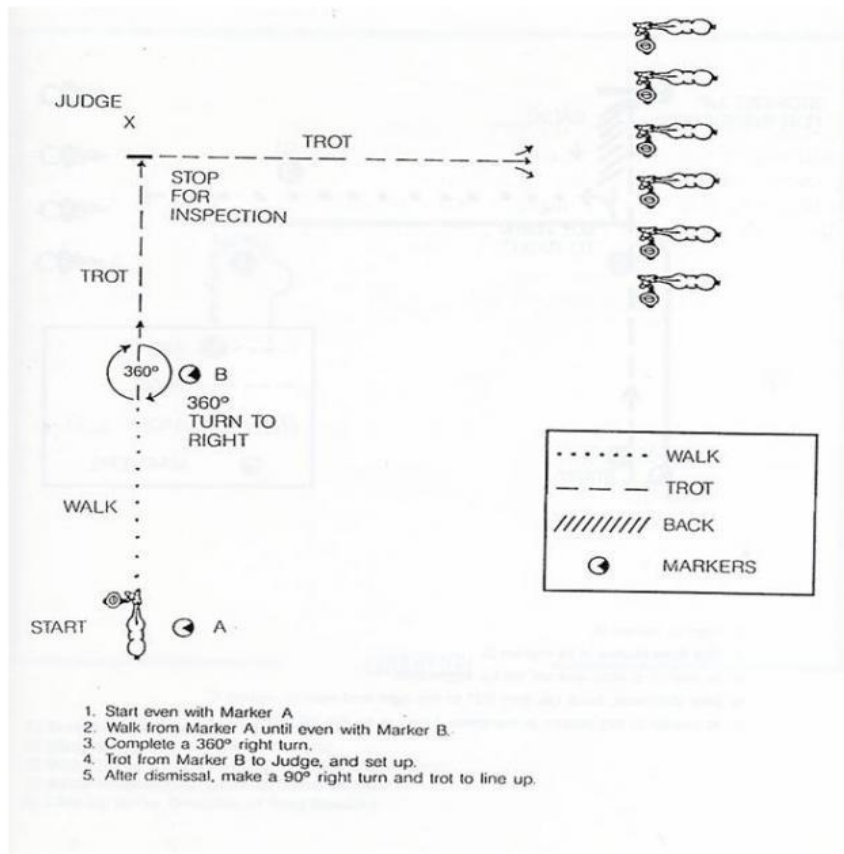 JUDGE
X
TROT
STOP
FOR
INSPECTION
TROT
360°
B
360°
TURN TO
RIGHT
WALK
START
A
WALK
TROT
BACK
MARKERS
1. Start even with Marker A
2. Walk from Marker A until even with Marker B.
3. Complete a 360° right turn.
4. Trot from Marker B to Judge, and set up.
5. After dismissal, make a 90° right turn and trot to line up.